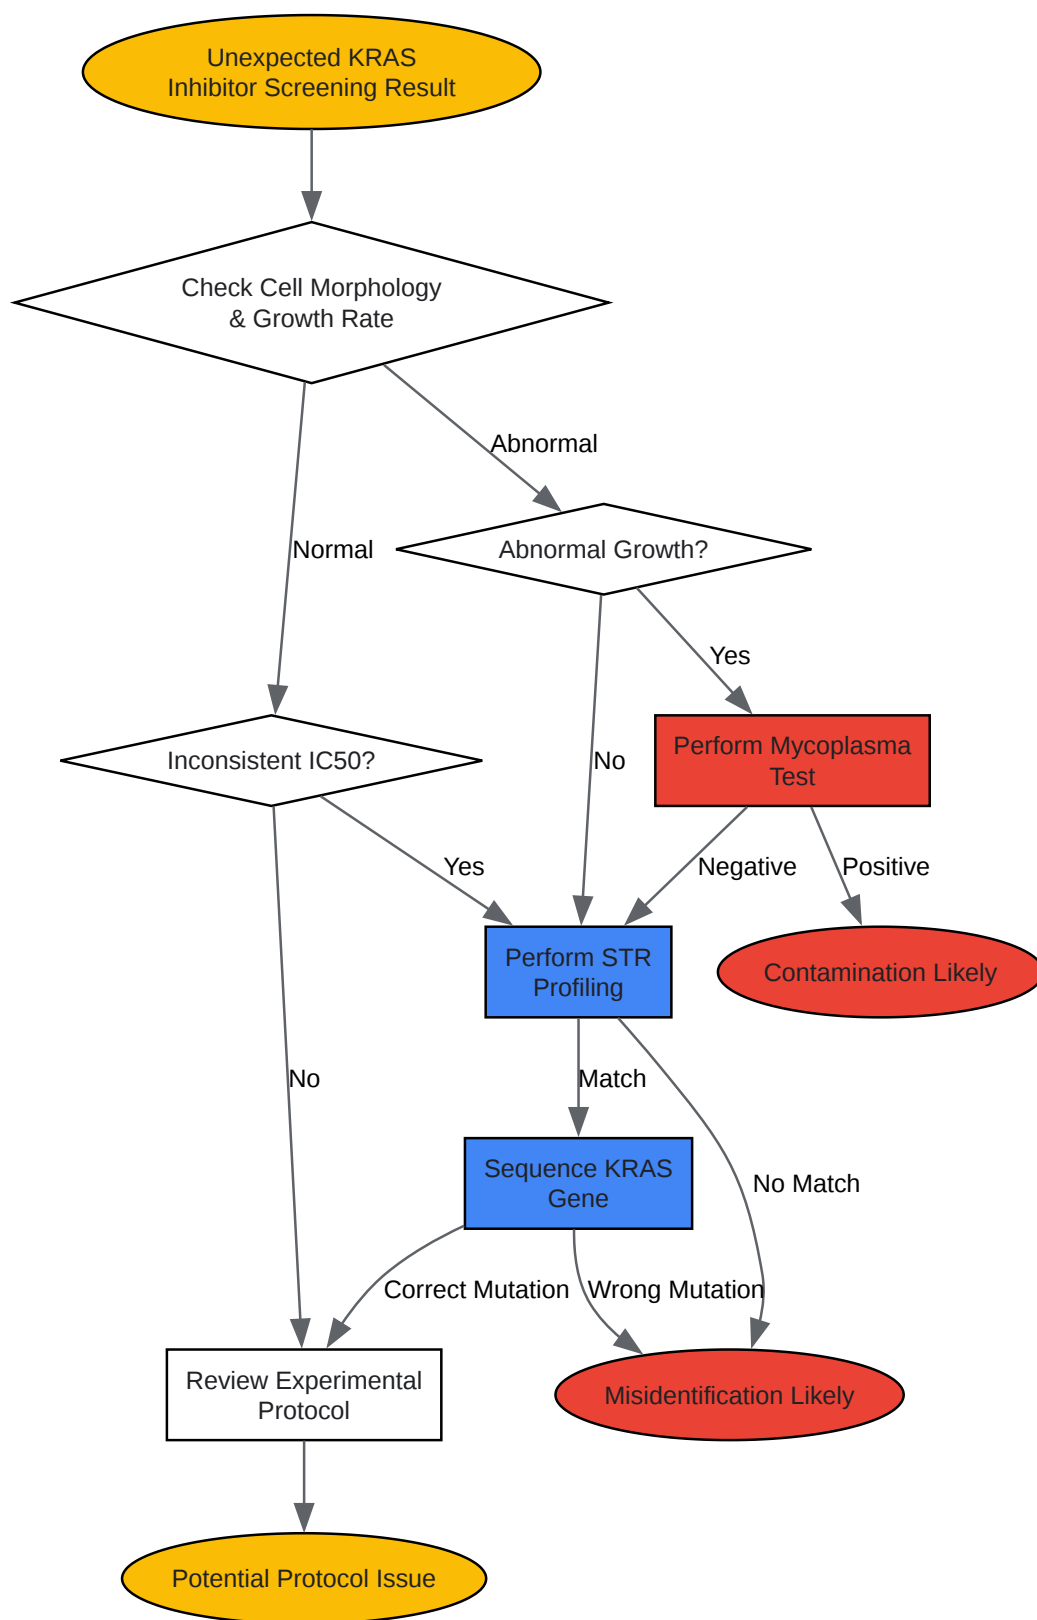 Unexpected KRAS
Inhibitor Screening Result
Check Cell Morphology
& Growth Rate
Abnormal
Normal
Abnormal Growth?
Yes
Inconsistent IC50?
No
Perform Mycoplasma
Test
Yes
Negative
Positive
Perform STR
Profiling
Contamination Likely
No
Match
Sequence KRAS
Gene
No Match
Correct Mutation
Wrong Mutation
Review Experimental
Protocol
Misidentification Likely
Potential Protocol Issue